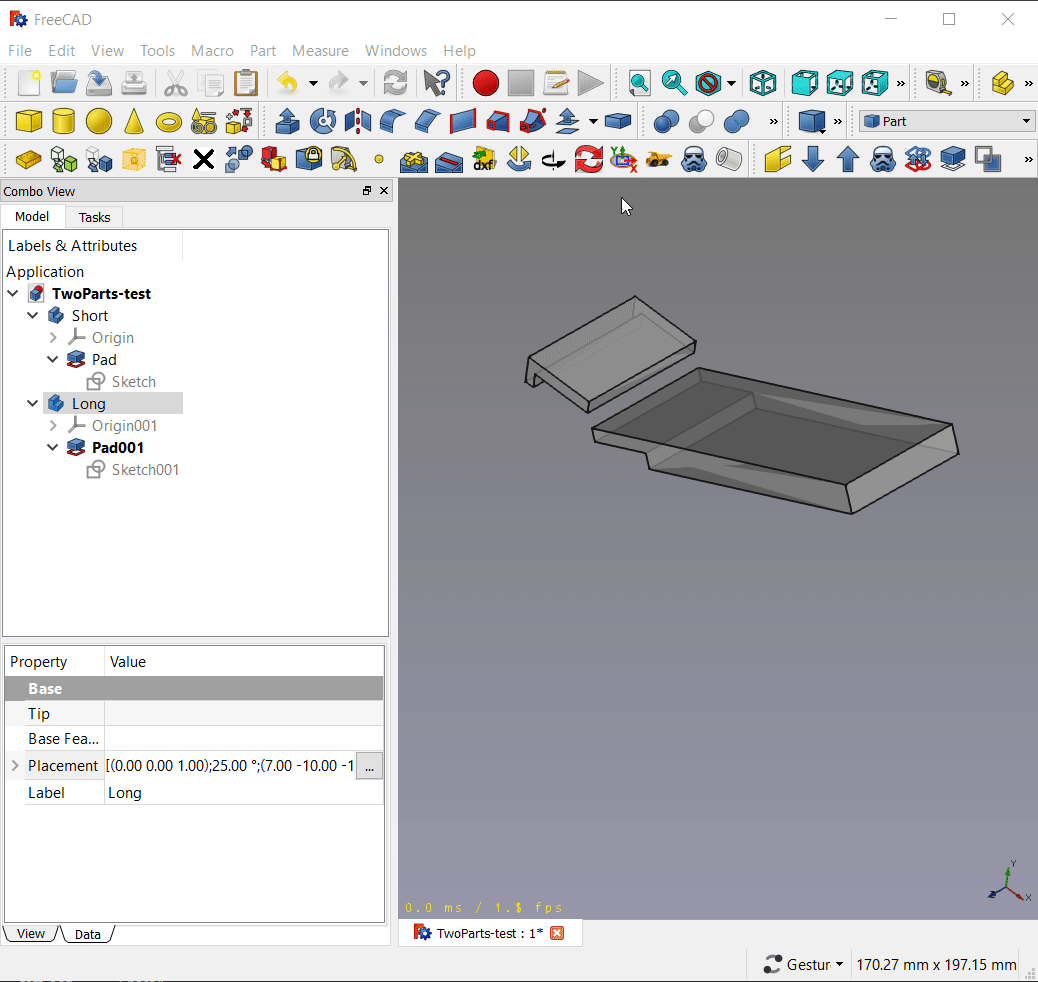 FreeCAD
File Edit View Tools Macro Part Measure Windows Help
» » »
» » Part
dxf »
Combo View
Model Tasks
Labels & Attributes
Application
TwoParts-test
Short
Origin
Pad
Sketch
Long
Origin001
Pad001
Sketch001
Property Value
Base
Tip
Base Fea...
Placement [(0.00 0.00 1.00);25.00 °;(7.00 -10.00 -1 ...
Label Long
Y
X
Z
0.0 ms / 1.$ fps
View Data
TwoParts-test : 1*
Gestur 170.27 mm x 197.15 mm